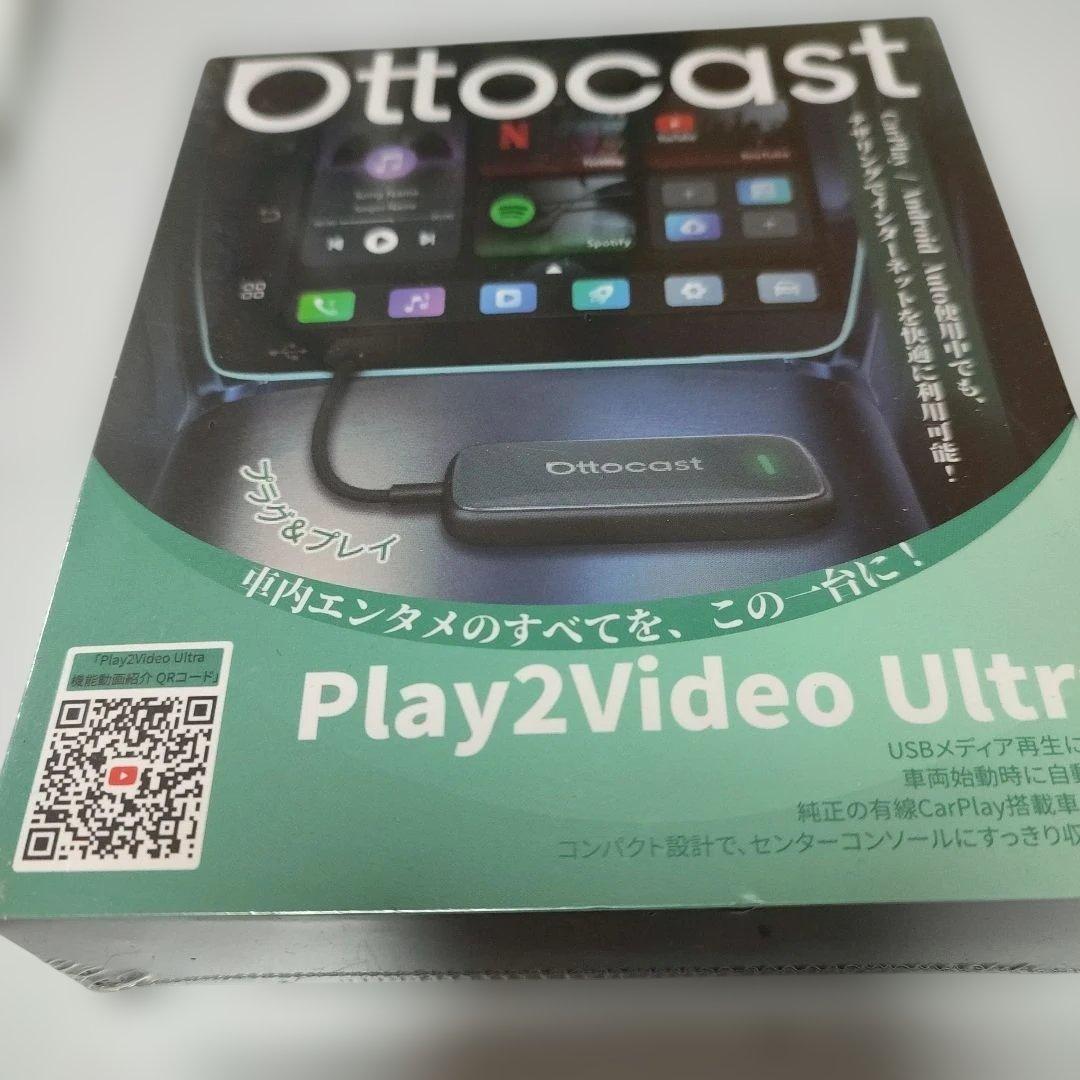 Ottocast
CarPlay / Android Auto使用中でも、
テザリングでインターネットを快適に利用可能！
Song Name
YouTube
Spotify
Ottocast
プラグ&プレイ
車内エンタメのすべてを、この一台に！
「Play2Video Ultra
機能動画紹介 QRコード」
Play2Video Ultr
USBメディア再生に
車両始動時に自動
純正の有線CarPlay搭載車
コンパクト設計で、センターコンソールにすっきり収